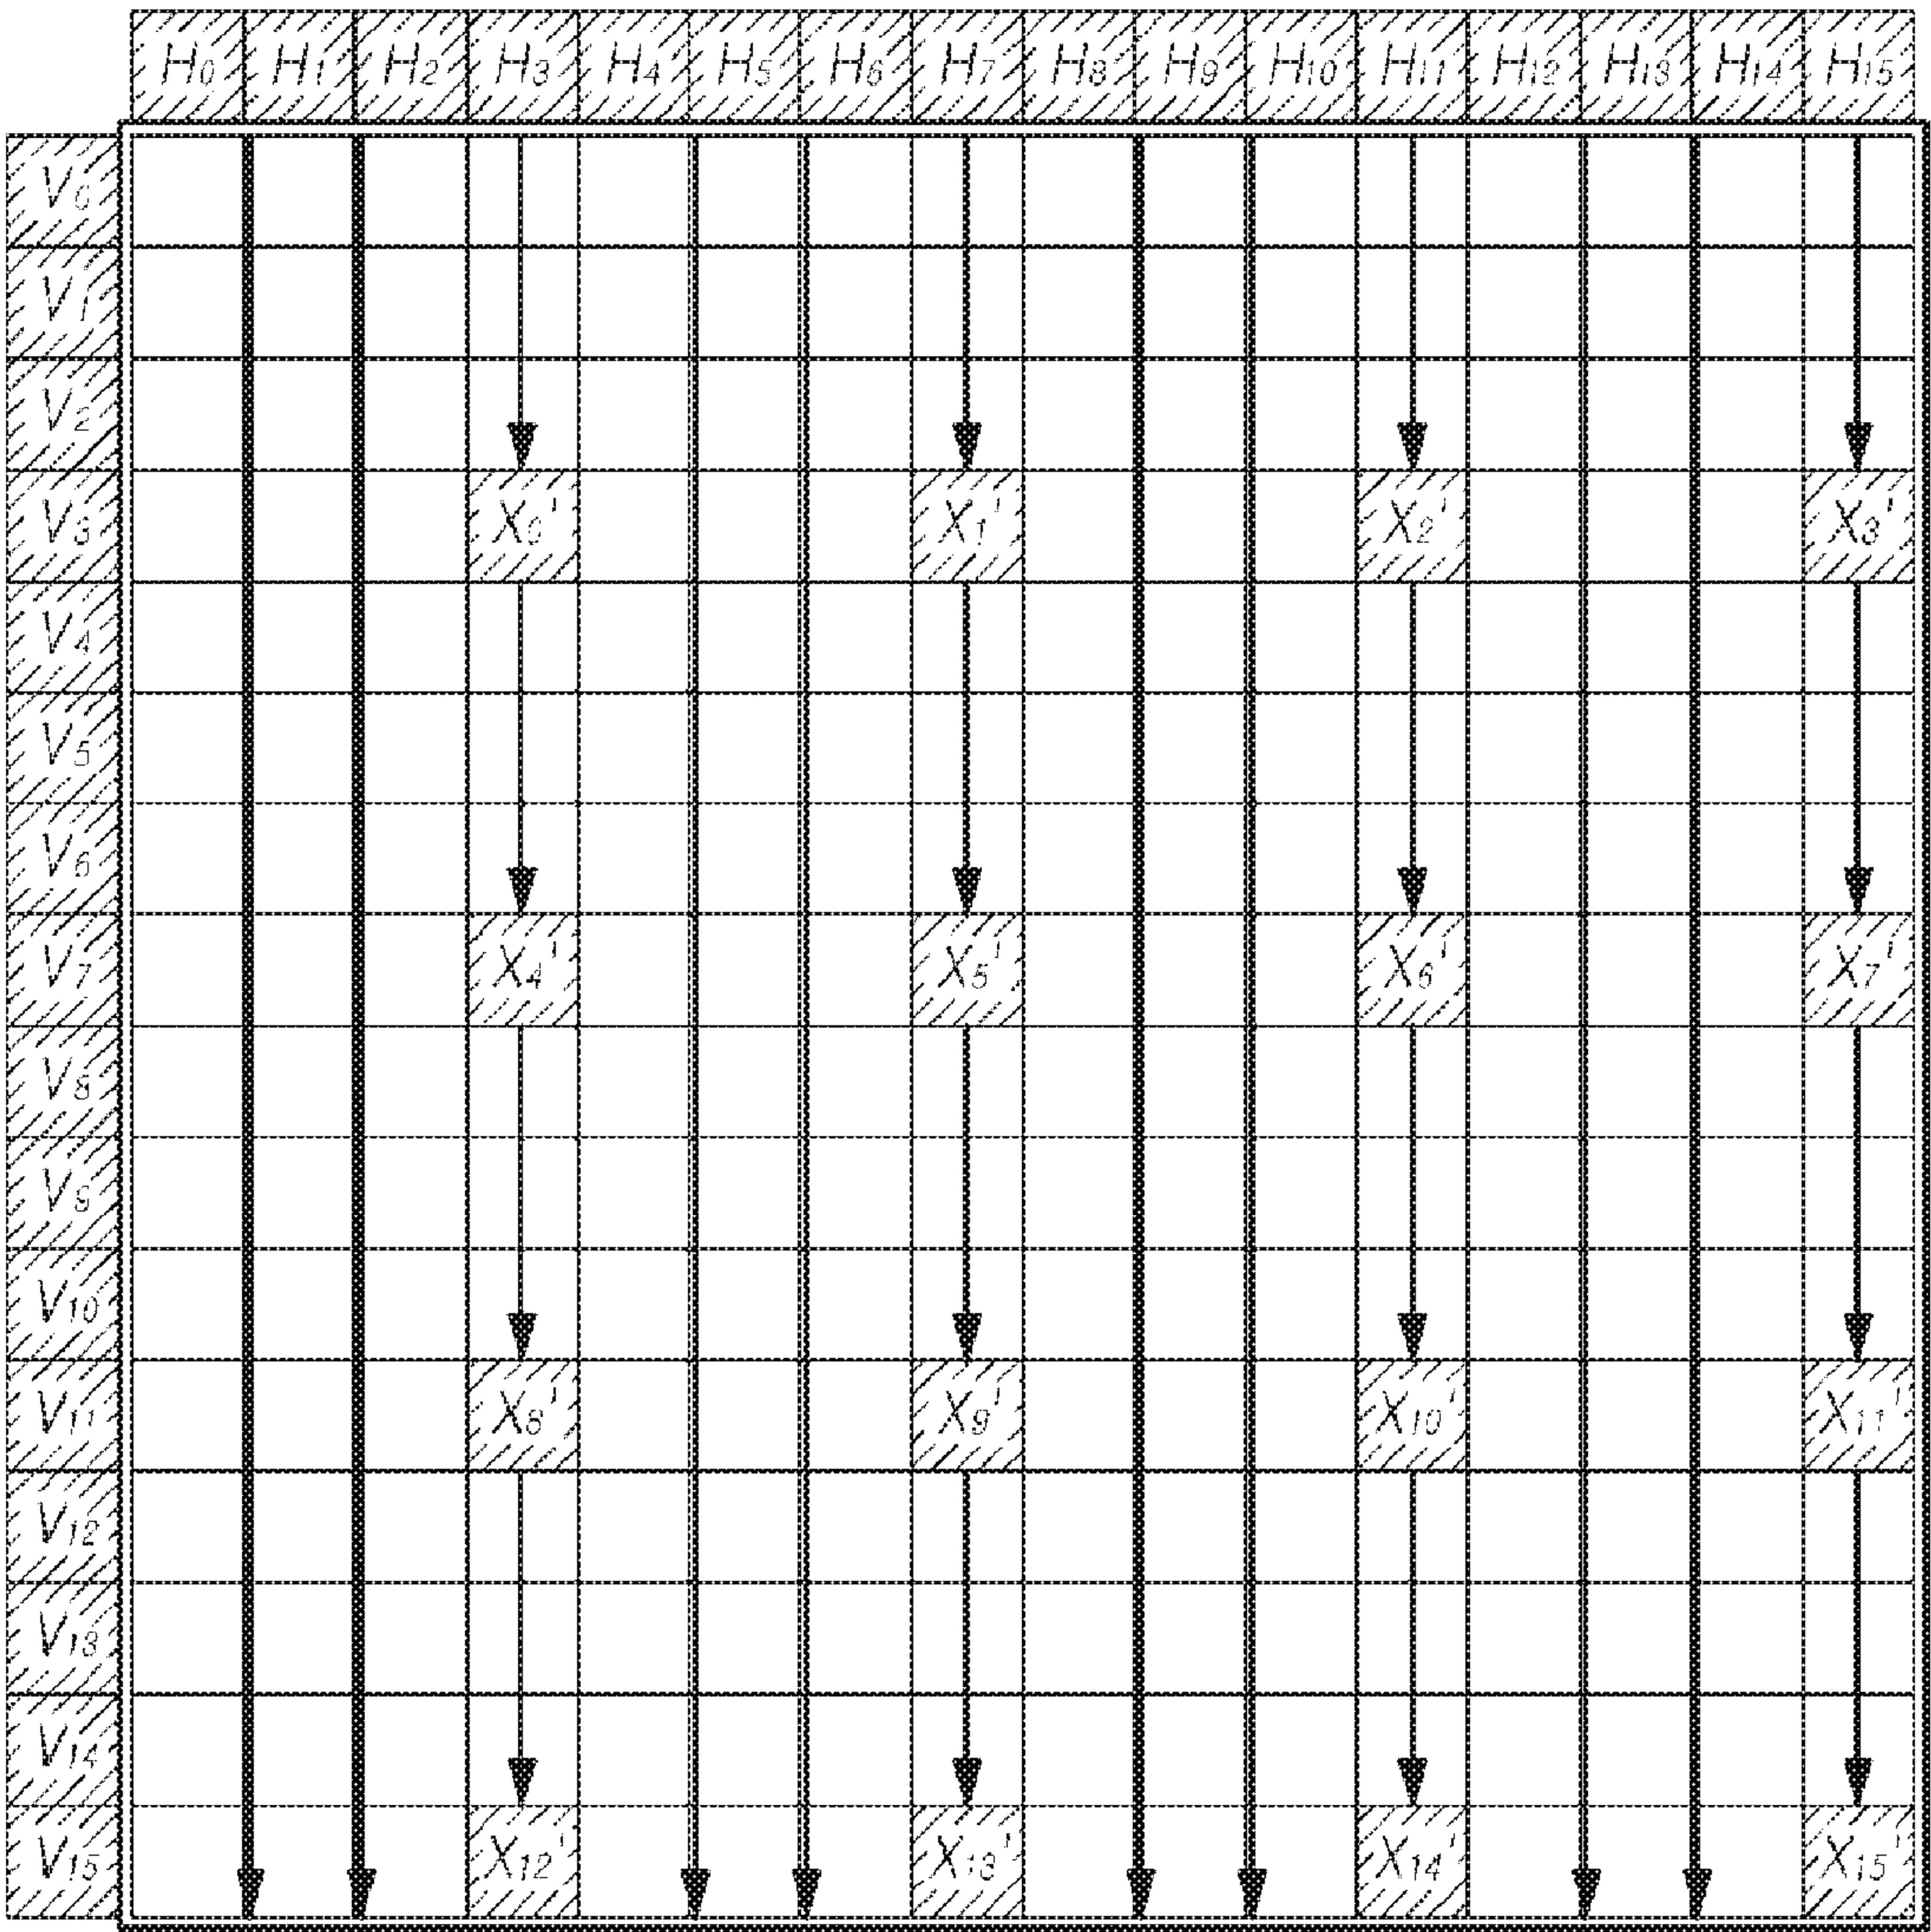 H0 H1 H2 H3 H4 H5 H6 H7 H8 H9 H10 H11 H12 H13 H14 H15
V0
V1
V2
V3 X0' X1' X2' X3'
V4
V5
V6
V7 X4' X5' X6' X7'
V8
V9
V10
V11 X8' X9' X10' X11'
V12
V13
V14
V15 X12' X13' X14' X15'